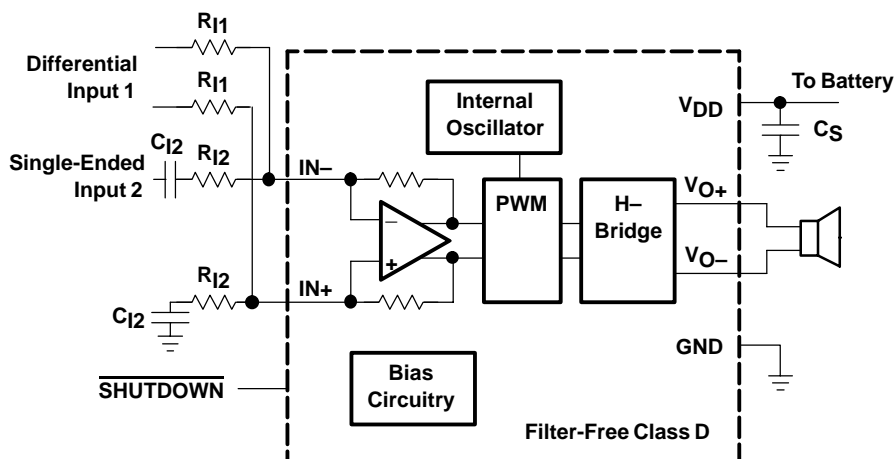 RI1
Differential
Input 1
RI1
CI2
RI2
Single-Ended
Input 2
RI2
CI2
SHUTDOWN
IN–
IN+
–
+
Internal
Oscillator
PWM
H–
Bridge
Bias
Circuitry
VDD
To Battery
CS
VO+
VO–
GND
Filter-Free Class D